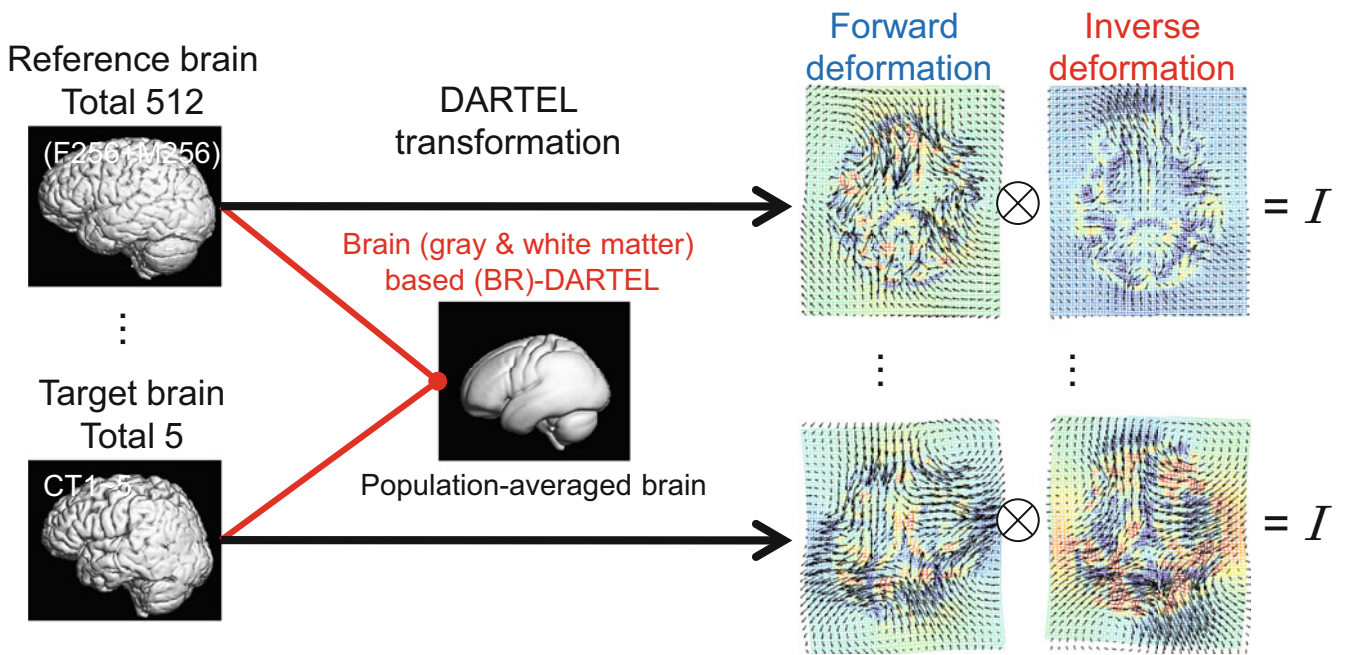 Reference brain
Total 512
(F256+M256)
⋮
Target brain
Total 5
CT1~5
DARTEL
transformation
Brain (gray & white matter)
based (BR)-DARTEL
Population-averaged brain
Forward
deformation
Inverse
deformation
⊗ = I
⋮ ⋮
⊗ = I